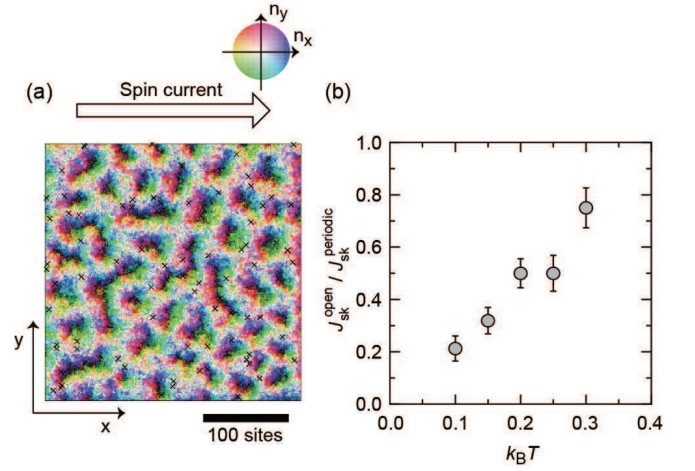 n_y
n_x
(a)
Spin current
y
x
100 sites
(b)
J_sk^open / J_sk^periodic
1.0
0.8
0.6
0.4
0.2
0.0
0.0 0.1 0.2 0.3 0.4
k_BT